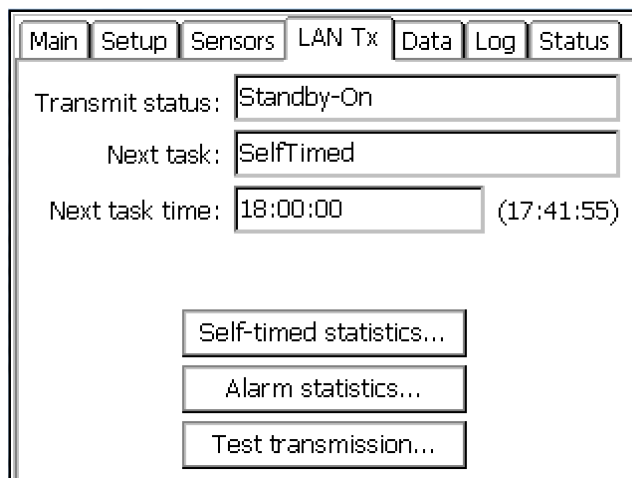 Main Setup Sensors LAN Tx Data Log Status
Transmit status: Standby-On
Next task: SelfTimed
Next task time: 18:00:00 (17:41:55)
Self-timed statistics...
Alarm statistics...
Test transmission...